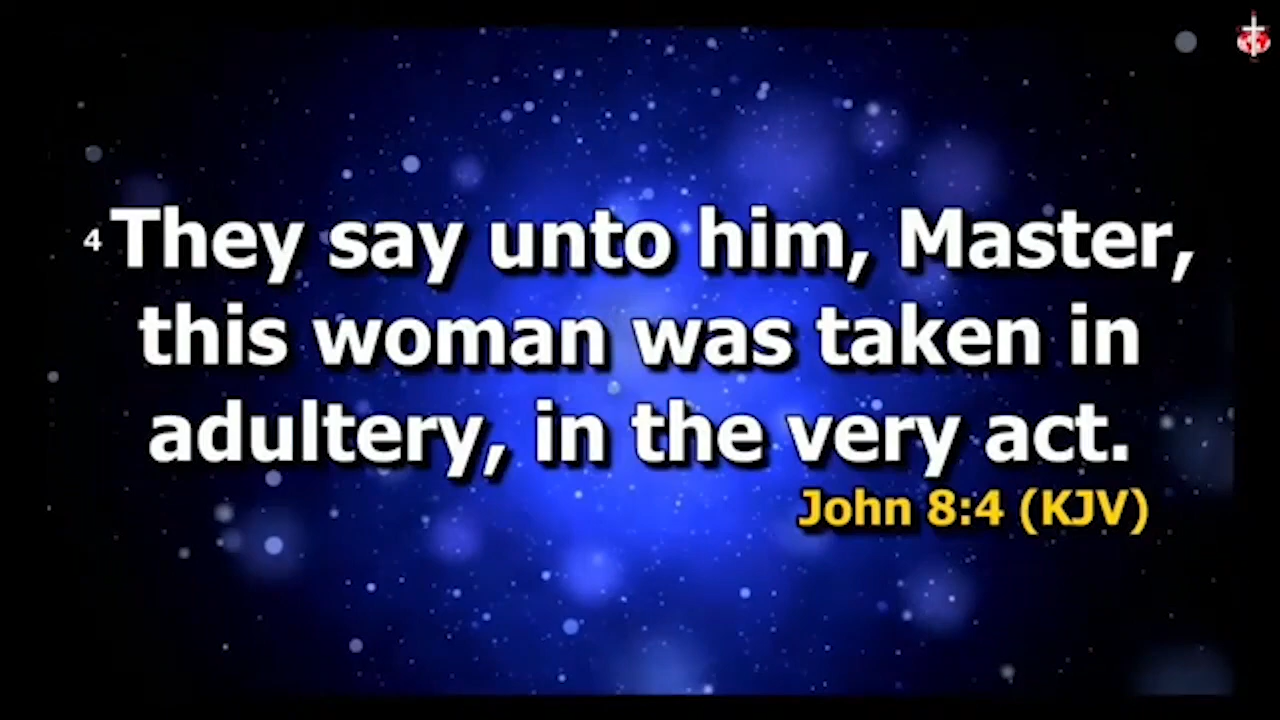 4 They say unto him, Master,
this woman was taken in
adultery, in the very act.
John 8:4 (KJV)